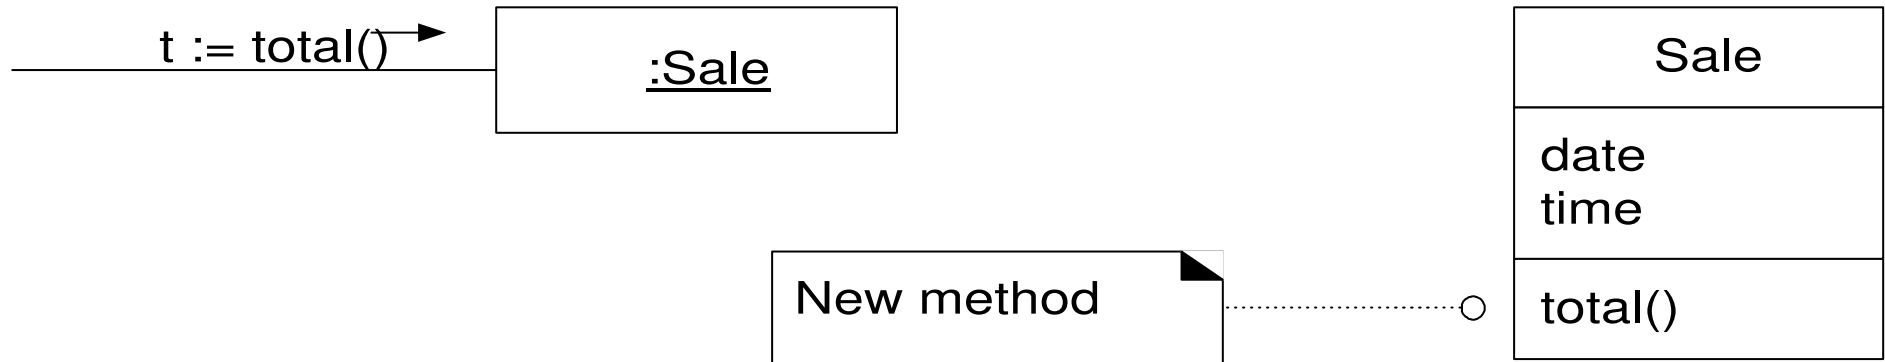 t := total()
:Sale
Sale
date
time
New method
total()